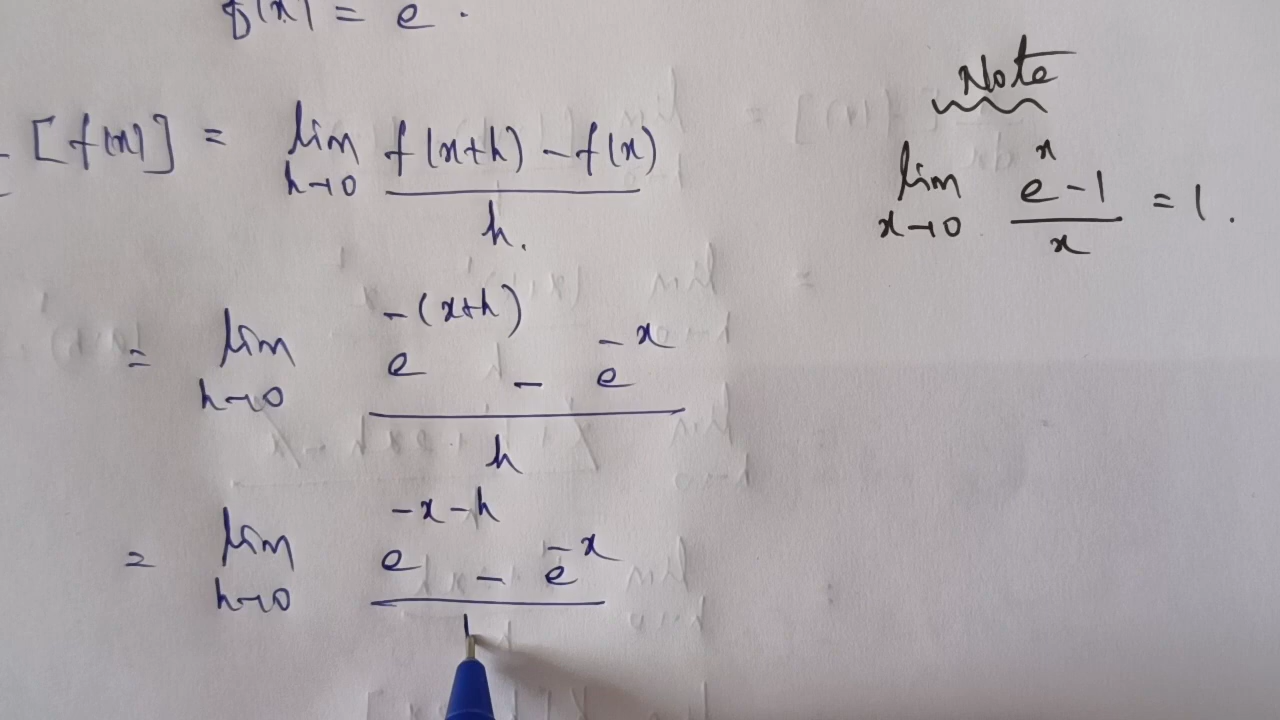 f(x) = e .
[f(x)] = lim h→0 f(x+h) − f(x) / h.
= lim h→0 e^−(x+h) − e^−x / h
= lim h→0 e^−x−h − e^−x / h
Note
lim x→0 e^x − 1 / x = 1 .